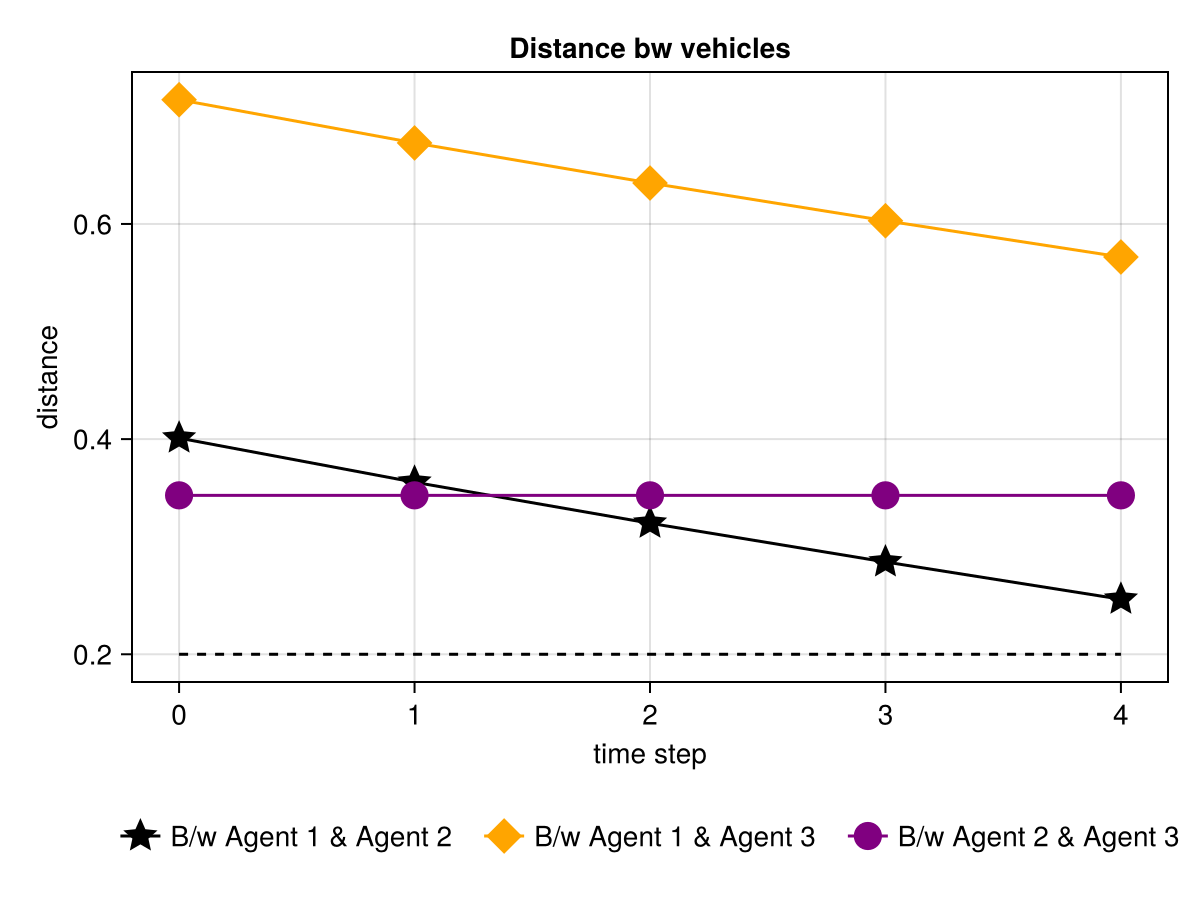 Distance bw vehicles
distance
0.6
0.4
0.2
0 1 2 3 4
time step
B/w Agent 1 & Agent 2 B/w Agent 1 & Agent 3 B/w Agent 2 & Agent 3